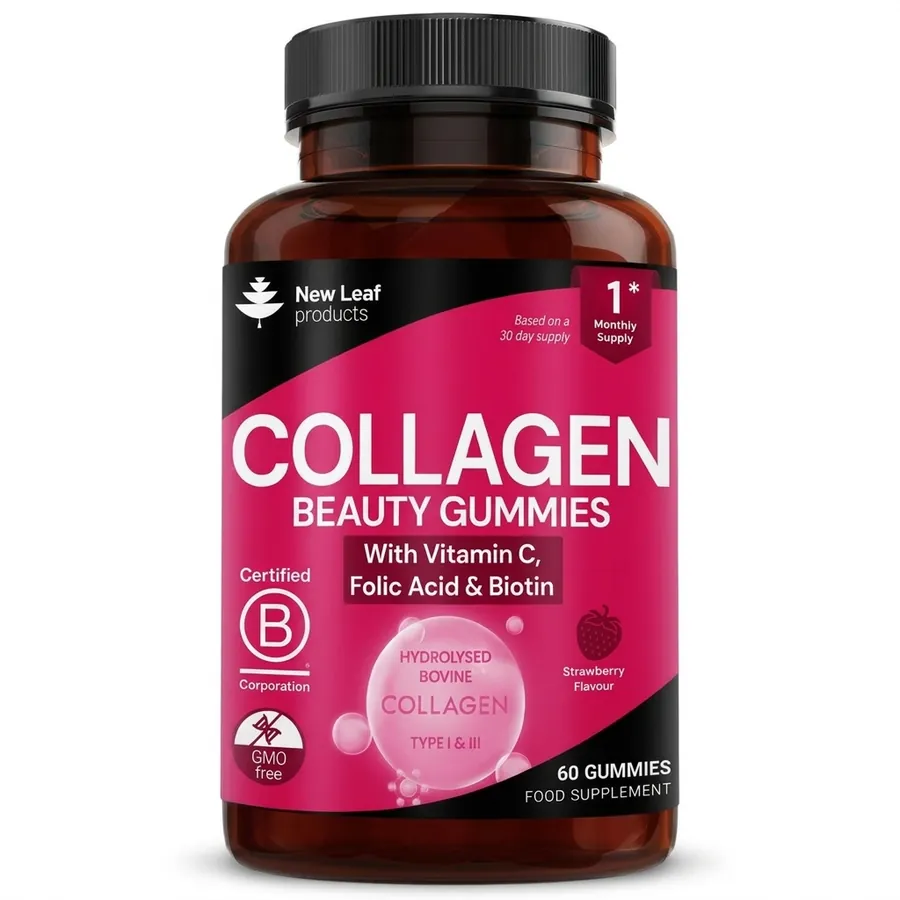 New Leaf
products
Based on a
30 day supply
1*
Monthly
Supply
COLLAGEN
BEAUTY GUMMIES
With Vitamin C,
Folic Acid & Biotin
Certified
B
®
Corporation
GMO
free
HYDROLYSED
BOVINE
COLLAGEN
TYPE I & III
Strawberry
Flavour
60 GUMMIES
FOOD SUPPLEMENT